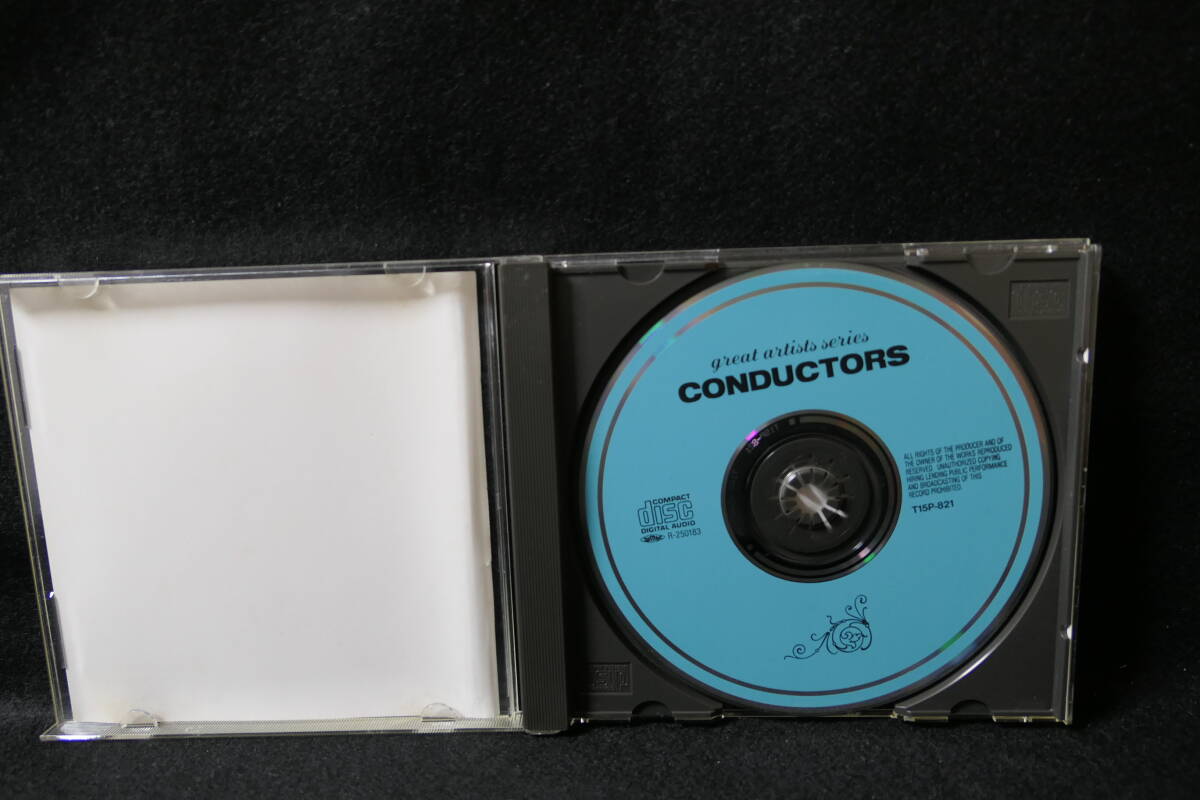 great artists series
CONDUCTORS
ALL RIGHTS OF THE PRODUCER AND OF
THE OWNER OF THE WORKS REPRODUCED
RESERVED. UNAUTHORIZED COPYING,
HIRING LENDING PUBLIC PERFORMANCE
AND BROADCASTING OF THIS
RECORD PROHIBITED.
T15P-821
COMPACT
disc
DIGITAL AUDIO
R-250183